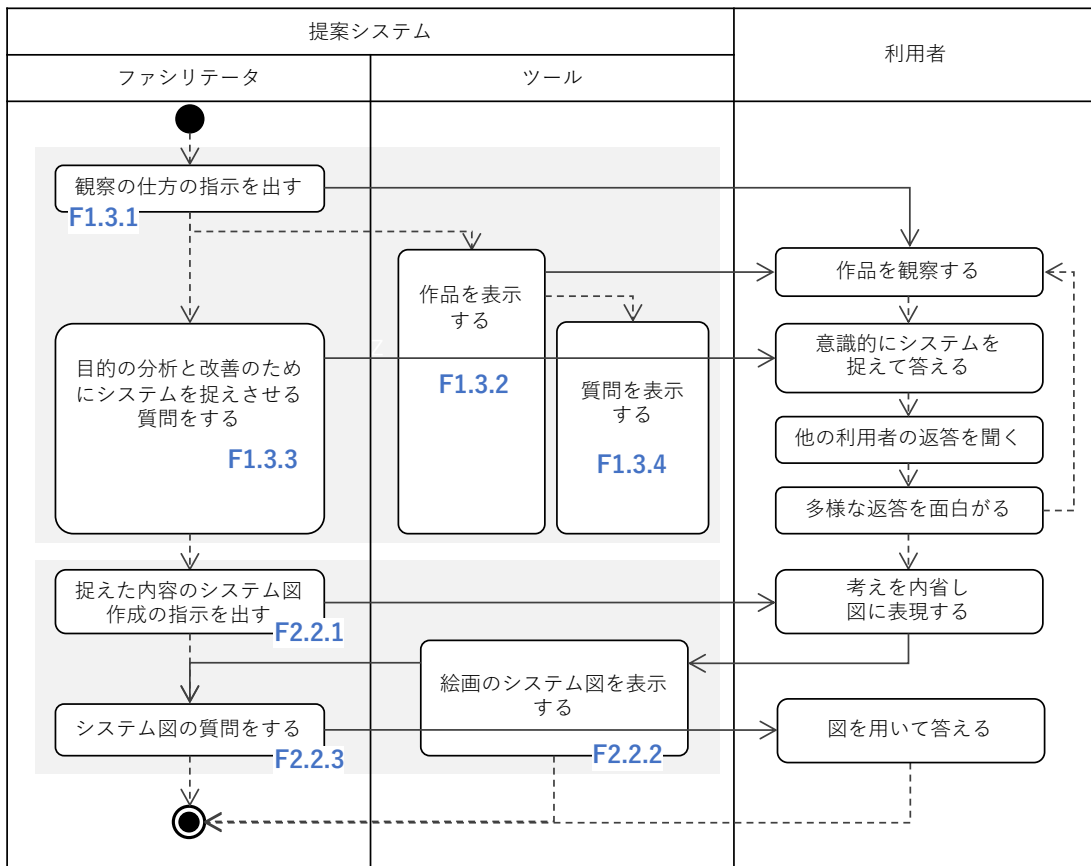 提案システム
利用者
ファシリテータ
ツール
観察の仕方の指示を出す
F1.3.1
作品を表示
する
F1.3.2
作品を観察する
目的の分析と改善のため
にシステムを捉えさせる
質問をする
F1.3.3
質問を表示
する
F1.3.4
意識的にシステムを
捉えて答える
他の利用者の返答を聞く
多様な返答を面白がる
捉えた内容のシステム図
作成の指示を出す
F2.2.1
考えを内省し
図に表現する
絵画のシステム図を表示
する
F2.2.2
システム図の質問をする
F2.2.3
図を用いて答える